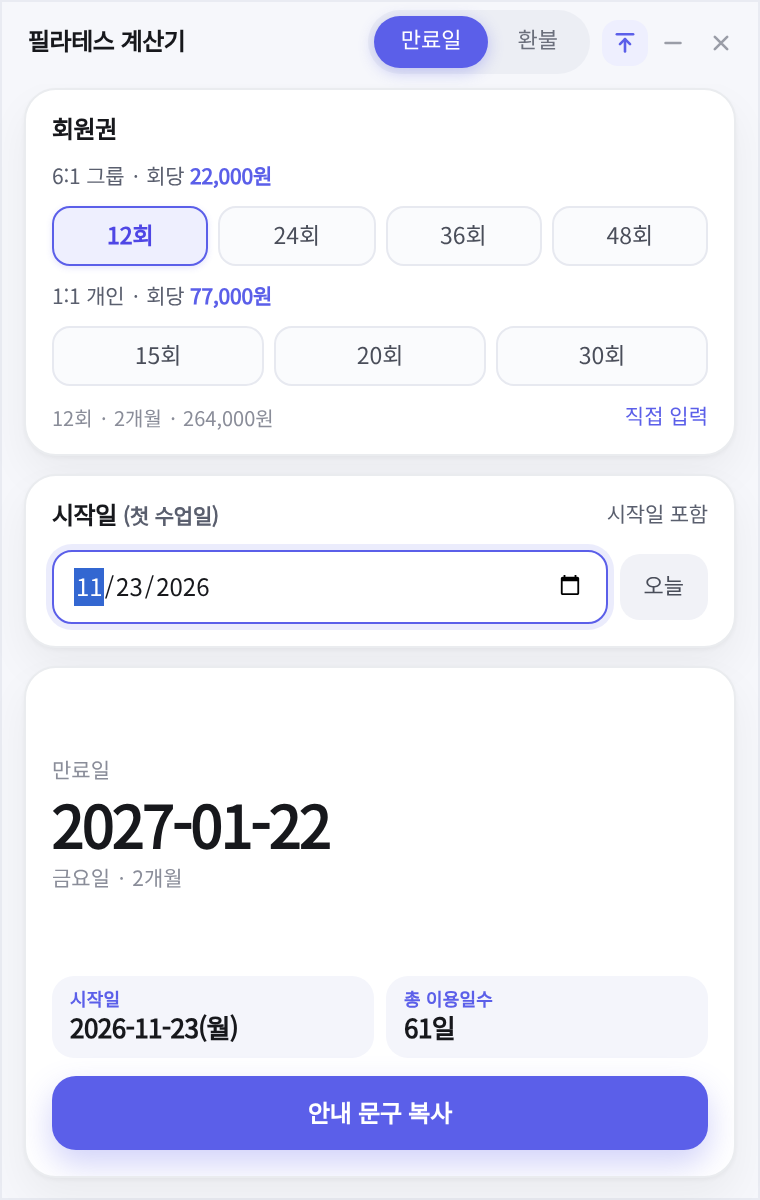 필라테스 계산기
만료일
환불
회원권
6:1 그룹 · 회당 22,000원
12회
24회
36회
48회
1:1 개인 · 회당 77,000원
15회
20회
30회
12회 · 2개월 · 264,000원
직접 입력
시작일 (첫 수업일)
시작일 포함
11/23/2026
오늘
만료일
2027-01-22
금요일 · 2개월
시작일
2026-11-23(월)
총 이용일수
61일
안내 문구 복사